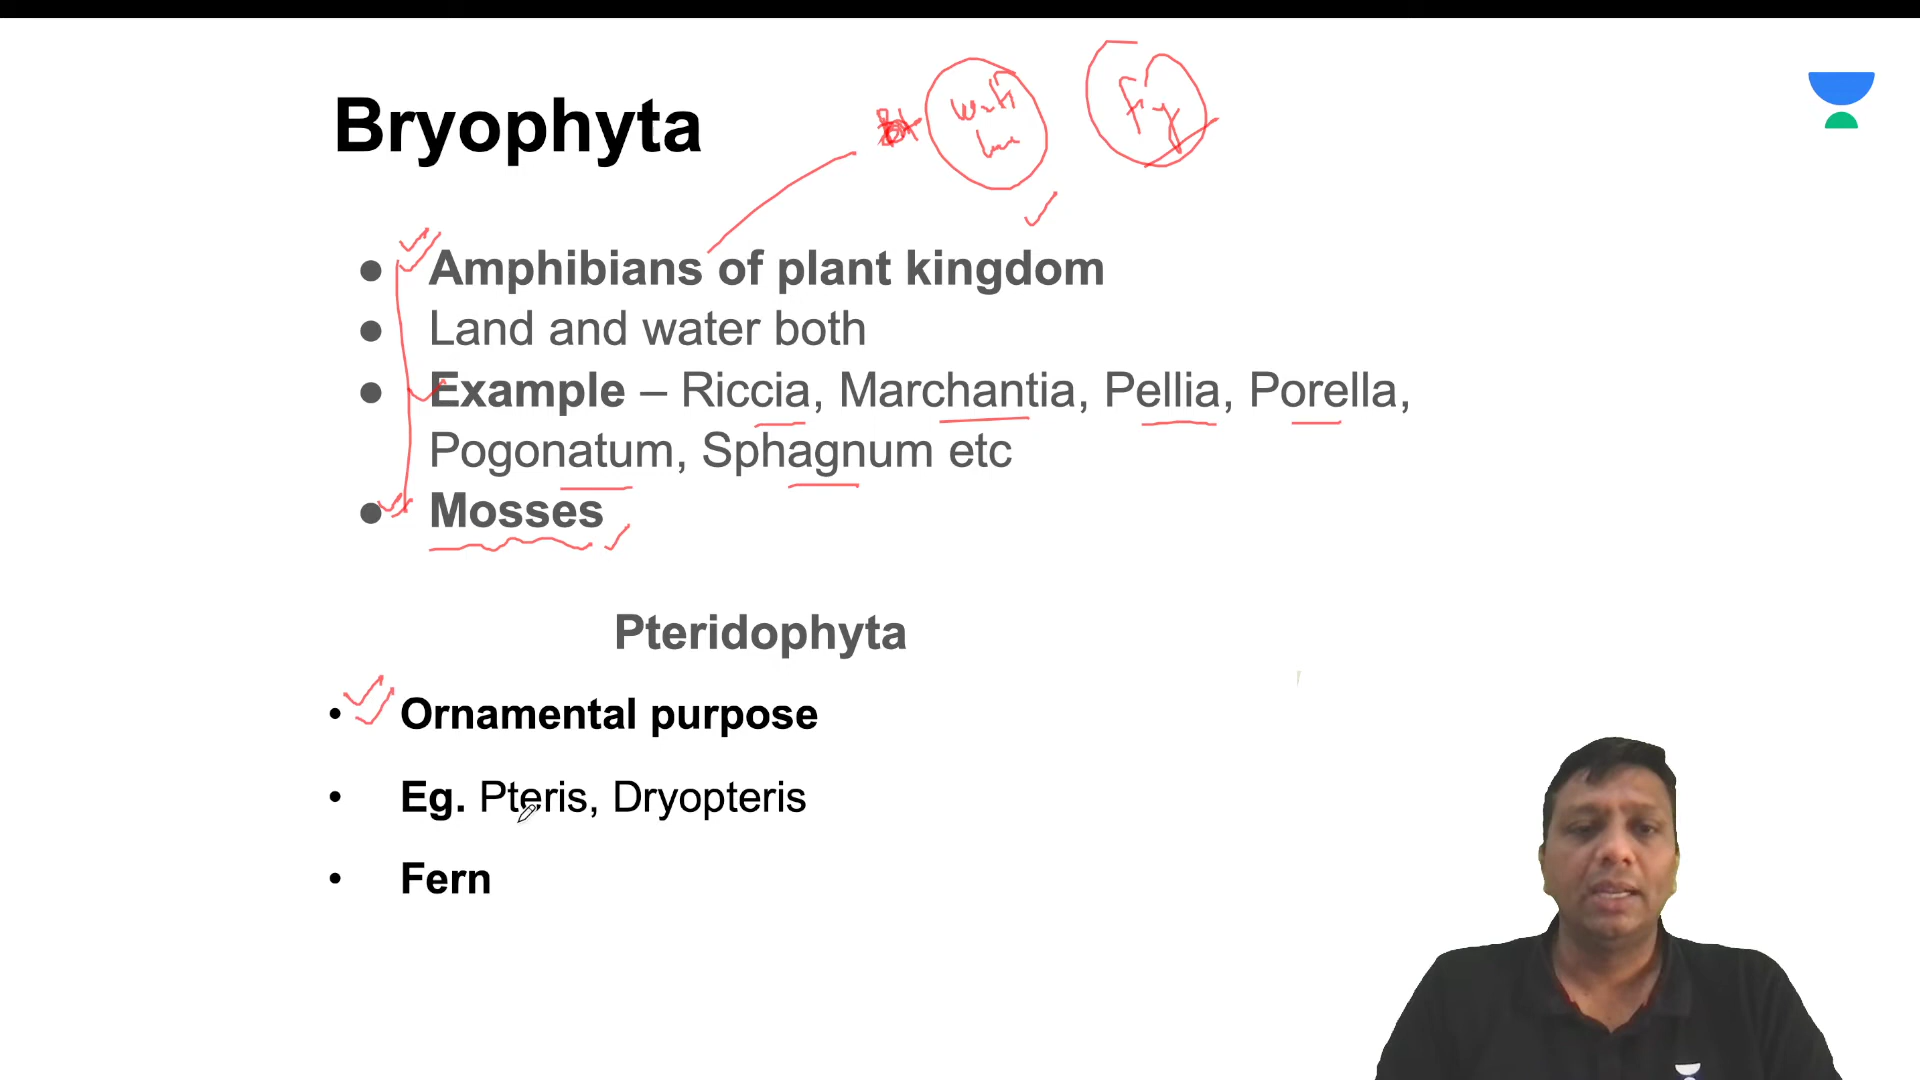 Bryophyta
● Amphibians of plant kingdom
● Land and water both
● Example – Riccia, Marchantia, Pellia, Porella,
Pogonatum, Sphagnum etc
● Mosses
Pteridophyta
• Ornamental purpose
• Eg. Pteris, Dryopteris
• Fern